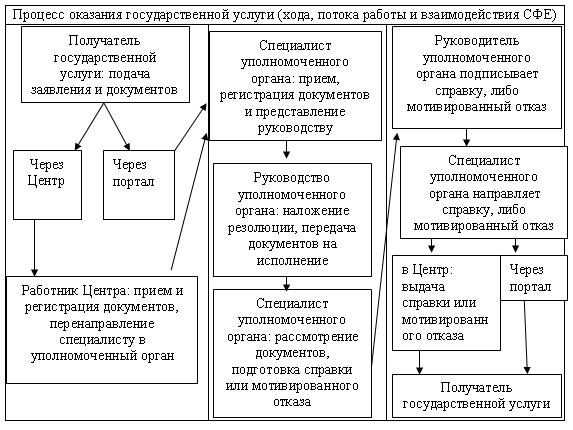 Процесс оказания государственной услуги (хода, потока работы и взаимодействия СФЕ)
Получатель
государственной
услуги: подача
заявления и документов
Через
Центр
Через
портал
Работник Центра: прием и
регистрация документов,
перенаправление
специалисту в
уполномоченный орган
Специалист
уполномоченного
органа: прием,
регистрация документов
и представление
руководству
Руководство
уполномоченного
органа: наложение
резолюции, передача
документов на
исполнение
Специалист
уполномоченного
органа: рассмотрение
документов,
подготовка справки
или мотивированного
отказа
Руководитель
уполномоченного
органа подписывает
справку, либо
мотивированный отказ
Специалист
уполномоченного
органа направляет
справку, либо
мотивированный отказ
в Центр:
выдача
справки или
мотивированн
ого отказа
Через
портал
Получатель
государственной услуги